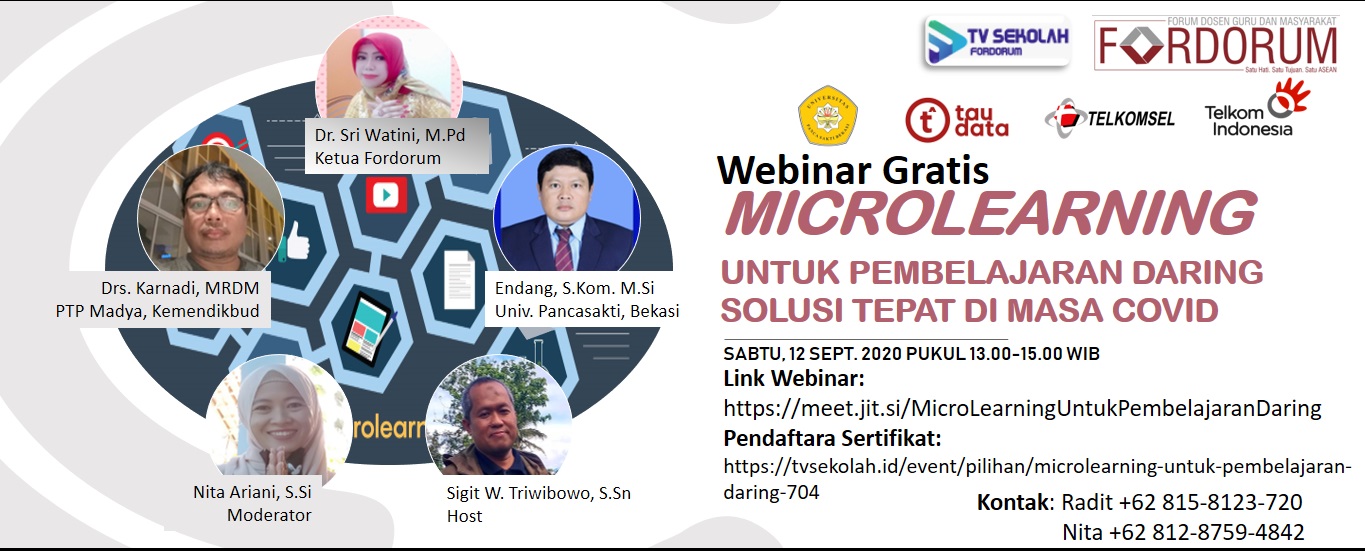 TV SEKOLAH
FORDORUM
FORUM DOSEN GURU DAN MASYARAKAT
FORDORUM
Satu Hati. Satu Tujuan. Satu ASEAN
UNIVERSITAS
PANCA SAKTI BEKASI
tau
data
TELKOMSEL
Telkom
Indonesia
Dr. Sri Watini, M.Pd
Ketua Fordorum
Drs. Karnadi, MRDM
PTP Madya, Kemendikbud
Endang, S.Kom. M.Si
Univ. Pancasakti, Bekasi
rolearn
Nita Ariani, S.Si
Moderator
Sigit W. Triwibowo, S.Sn
Host
Webinar Gratis
MICROLEARNING
UNTUK PEMBELAJARAN DARING
SOLUSI TEPAT DI MASA COVID
SABTU, 12 SEPT. 2020 PUKUL 13.00-15.00 WIB
Link Webinar:
https://meet.jit.si/MicroLearningUntukPembelajaranDaring
Pendaftara Sertifikat:
https://tvsekolah.id/event/pilihan/microlearning-untuk-pembelajaran-
daring-704
Kontak: Radit +62 815-8123-720
Nita +62 812-8759-4842